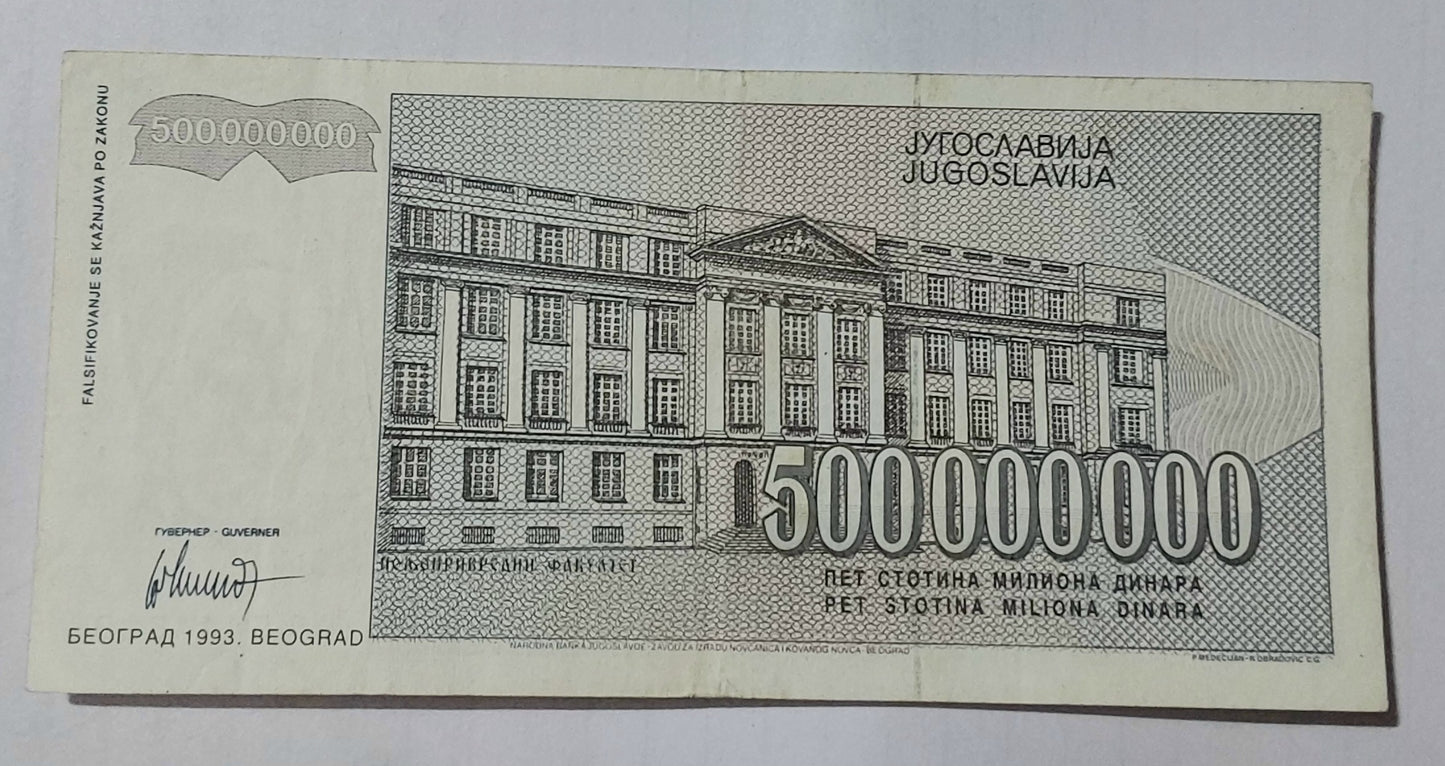 FALSIFIKOVANJE SE KAŽNJAVA PO ZAKONU
500000000
ЈУГОСЛАВИЈА
JUGOSLAVIJA
500000000
ПЕТ СТОТИНА МИЛИОНА ДИНАРА
PET STOTINA MILIONA DINARA
ПОЉОПРИВРЕДНИ ФАКУЛТЕТ
ГУВЕРНЕР - GUVERNER
БЕОГРАД 1993. BEOGRAD
NARODNA BANKA JUGOSLAVIJE - ZAVOD ZA IZRADU NOVČANICA I KOVANOG NOVCA - BEOGRAD